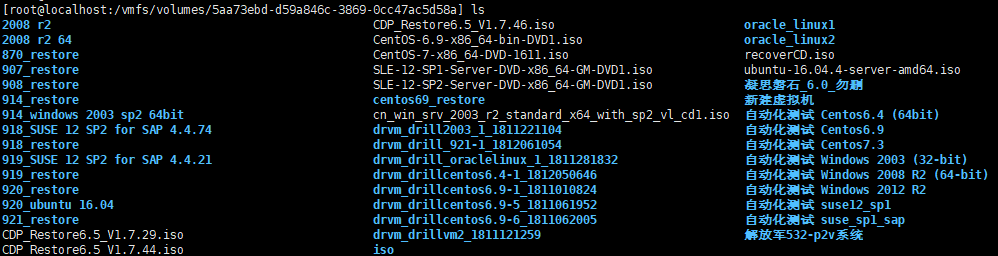 [root@localhost:/vmfs/volumes/5aa73ebd-d59a846c-3869-0cc47ac5d58a] ls
2008 r2 CDP_Restore6.5_V1.7.46.iso oracle_linux1
2008 r2 64 CentOS-6.9-x86_64-bin-DVD1.iso oracle_linux2
870_restore CentOS-7-x86_64-DVD-1611.iso recoverCD.iso
907_restore SLE-12-SP1-Server-DVD-x86_64-GM-DVD1.iso ubuntu-16.04.4-server-amd64.iso
908_restore SLE-12-SP2-Server-DVD-x86_64-GM-DVD1.iso 凝思磐石_6.0_勿删
914_restore centos69_restore 新建虚拟机
914_windows 2003 sp2 64bit cn_win_srv_2003_r2_standard_x64_with_sp2_vl_cd1.iso 自动化测试 Centos6.4 (64bit)
918_SUSE 12 SP2 for SAP 4.4.74 drvm_drill2003_1_1811221104 自动化测试 Centos6.9
918_restore drvm_drill_921-1_1812061054 自动化测试 Centos7.3
919_SUSE 12 SP2 for SAP 4.4.21 drvm_drill_oraclelinux_1_1811281832 自动化测试 Windows 2003 (32-bit)
919_restore drvm_drillcentos6.4-1_1812050646 自动化测试 Windows 2008 R2 (64-bit)
920_restore drvm_drillcentos6.9-1_1811010824 自动化测试 Windows 2012 R2
920_ubuntu 16.04 drvm_drillcentos6.9-5_1811061952 自动化测试 suse12_sp1
921_restore drvm_drillcentos6.9-6_1811062005 自动化测试 suse_sp1_sap
CDP_Restore6.5_V1.7.29.iso drvm_drillvm2_1811121259 解放军532-p2v系统
CDP_Restore6.5_V1.7.44.iso iso